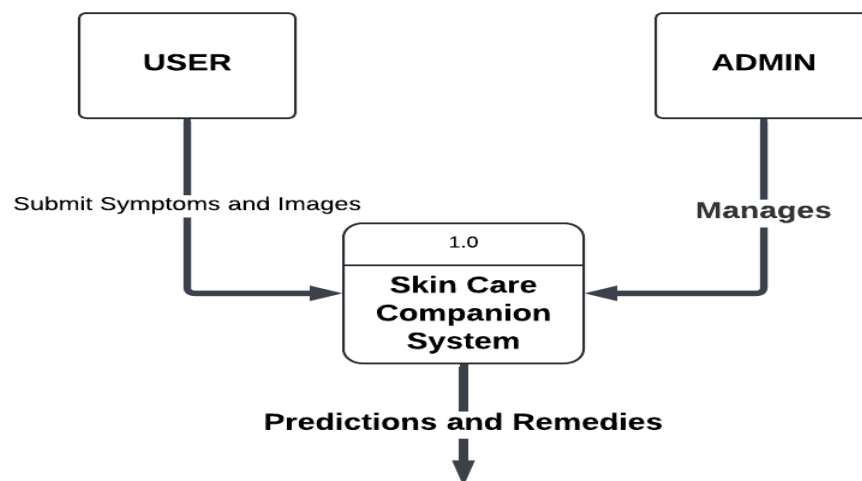 USER
ADMIN
Submit Symptoms and Images
Manages
1.0
Skin Care
Companion
System
Predictions and Remedies